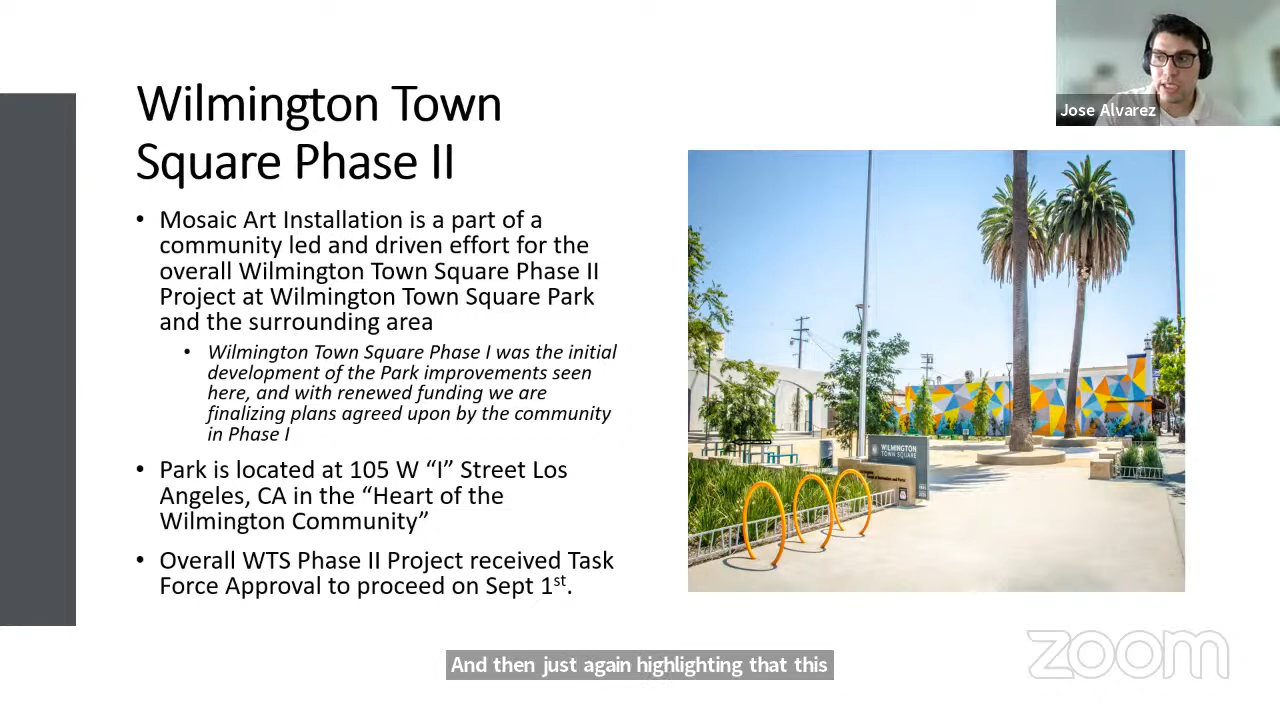 Jose Alvarez
Wilmington Town
Square Phase II
• Mosaic Art Installation is a part of a
community led and driven effort for the
overall Wilmington Town Square Phase II
Project at Wilmington Town Square Park
and the surrounding area
• Wilmington Town Square Phase I was the initial
development of the Park improvements seen
here, and with renewed funding we are
finalizing plans agreed upon by the community
in Phase I
• Park is located at 105 W “I” Street Los
Angeles, CA in the “Heart of the
Wilmington Community”
• Overall WTS Phase II Project received Task
Force Approval to proceed on Sept 1st.
WILMINGTON
TOWN SQUARE
And then just again highlighting that this
zoom